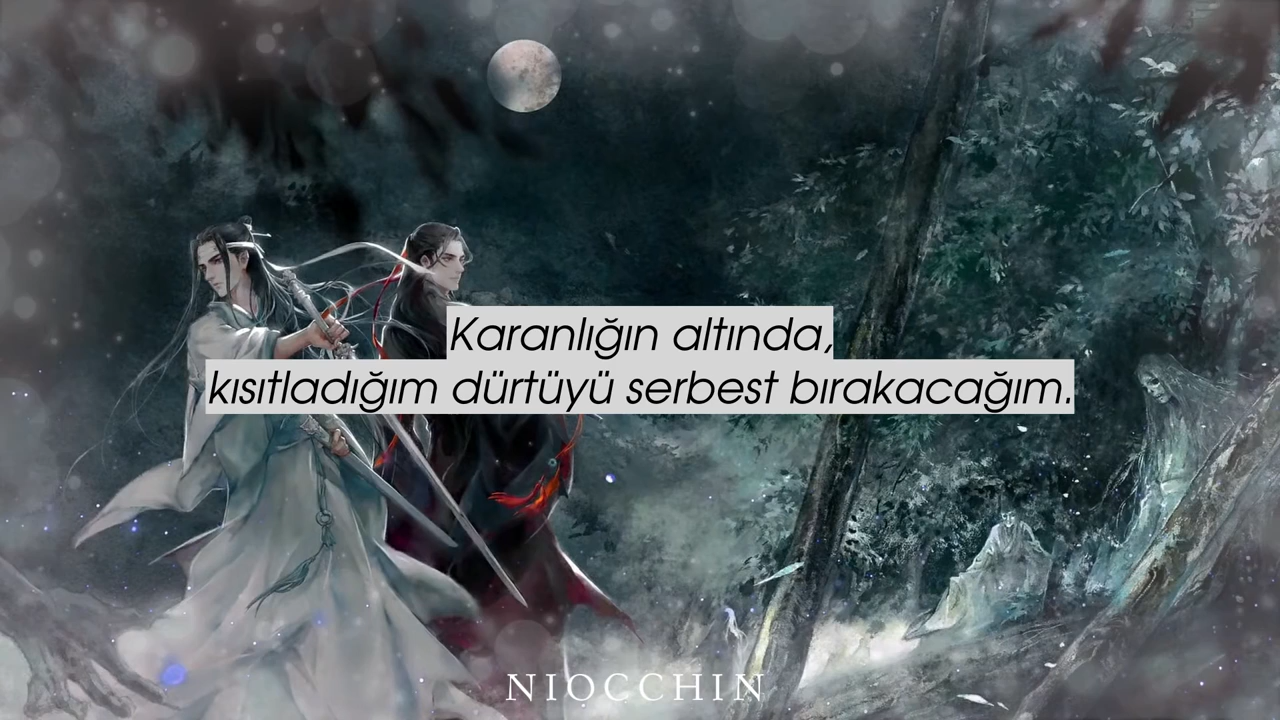 Karanlığın altında,
kısıtladığım dürtüyü serbest bırakacağım.
NIOCCHIN